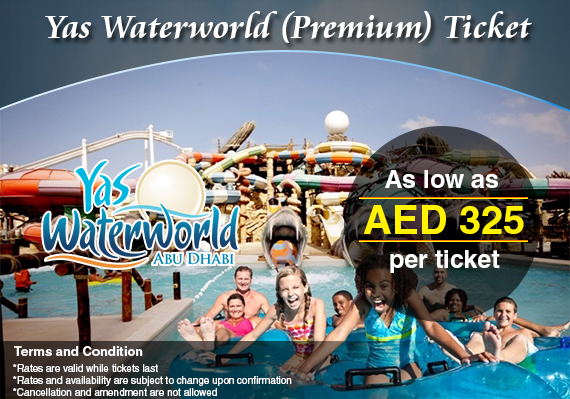 Yas Waterworld (Premium) Ticket
As low as
AED 325
per ticket
Yas
Waterworld
ABU DHABI
Terms and Condition
*Rates are valid while tickets last
*Rates and availability are subject to change upon confirmation
*Cancellation and amendment are not allowed